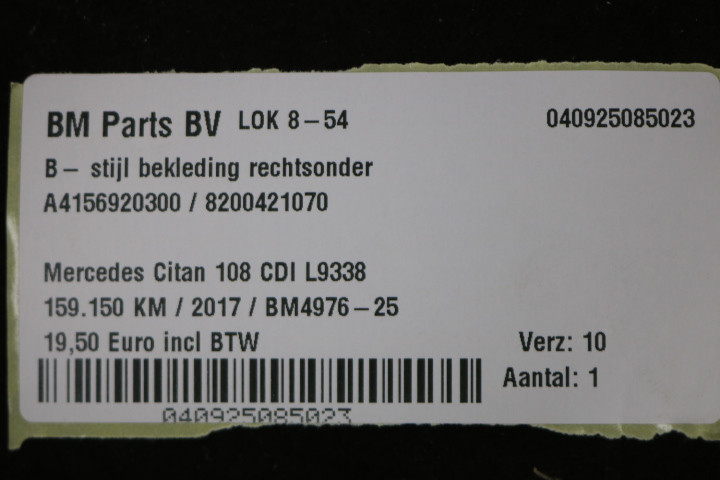 BM Parts BV LOK 8-54 040925085023
B- stijl bekleding rechtsonder
A4156920300 / 8200421070
Mercedes Citan 108 CDI L9338
159.150 KM / 2017 / BM4976-25
19,50 Euro incl BTW Verz: 10
Aantal: 1
040925085023